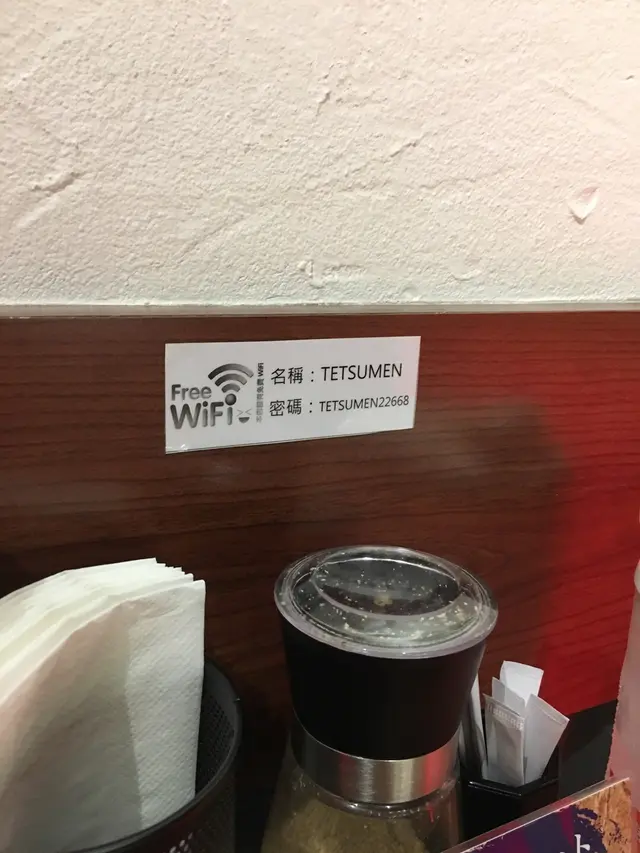 Free
WiFi
名稱：TETSUMEN
密碼：TETSUMEN22668